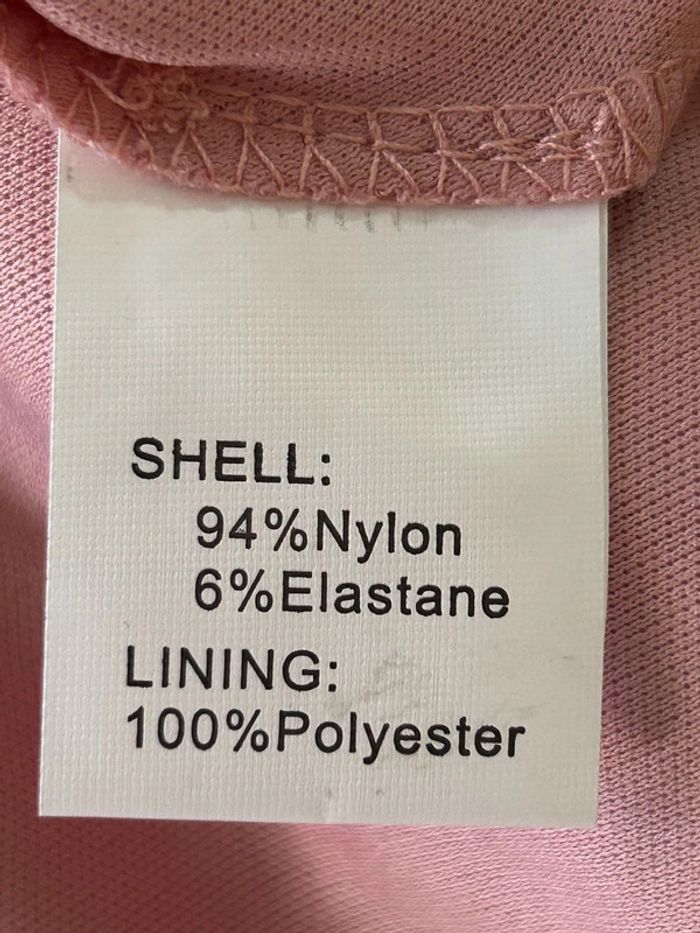 SHELL:
94%Nylon
6%Elastane
LINING:
100%Polyester